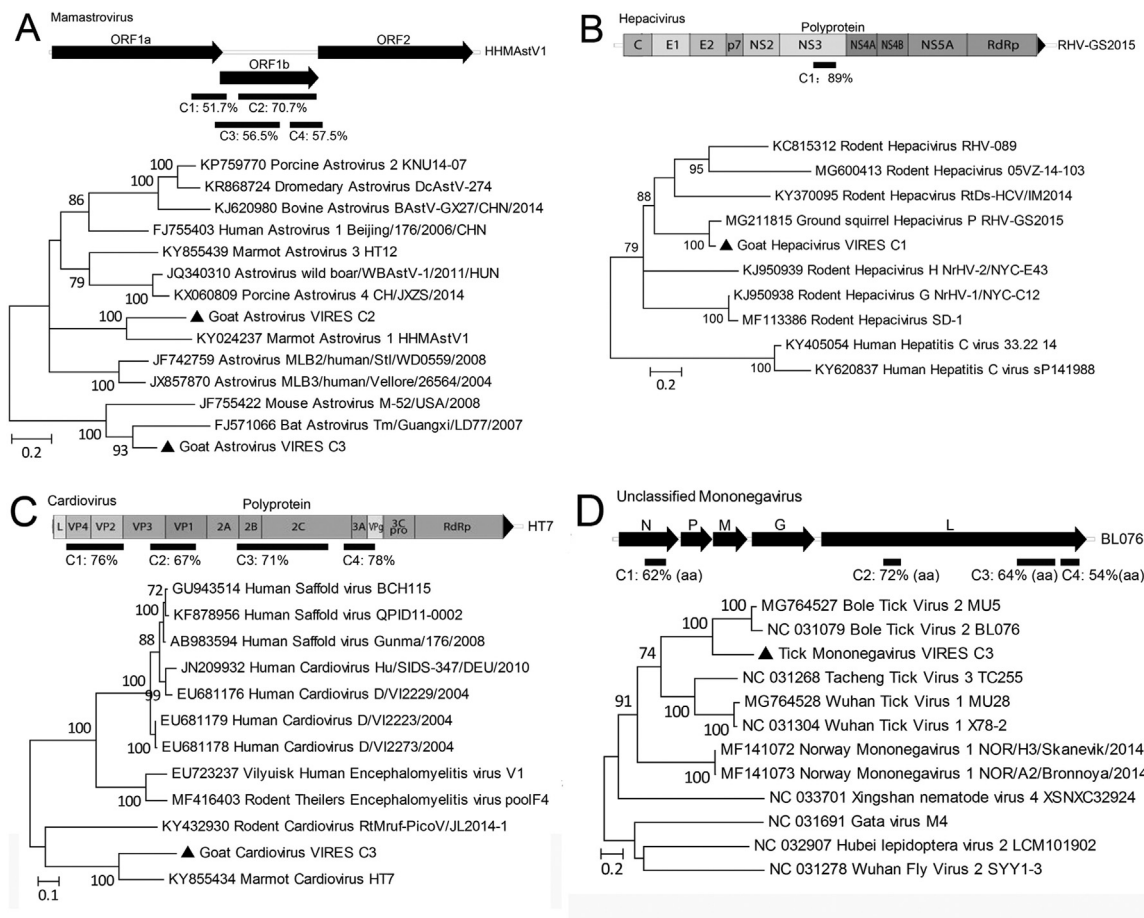 A
Mamastrovirus
ORF1a
ORF2
HHMAstV1
ORF1b
C1: 51.7%
C2: 70.7%
C3: 56.5%
C4: 57.5%
100
KP759770 Porcine Astrovirus 2 KNU14-07
100
KR868724 Dromedary Astrovirus DcAstV-274
KJ620980 Bovine Astrovirus BAstV-GX27/CHN/2014
86
FJ755403 Human Astrovirus 1 Beijing/176/2006/CHN
KY855439 Marmot Astrovirus 3 HT12
JQ340310 Astrovirus wild boar/WBAstV-1/2011/HUN
79
100
KX060809 Porcine Astrovirus 4 CH/JXZS/2014
100
▲ Goat Astrovirus VIRES C2
KY024237 Marmot Astrovirus 1 HHMAstV1
JF742759 Astrovirus MLB2/human/Stl/WD0559/2008
100
JX857870 Astrovirus MLB3/human/Vellore/26564/2004
JF755422 Mouse Astrovirus M-52/USA/2008
100
FJ571066 Bat Astrovirus Tm/Guangxi/LD77/2007
93
▲ Goat Astrovirus VIRES C3
0.2
B
Hepacivirus
Polyprotein
C E1 E2 p7 NS2 NS3 NS4A NS4B NS5A RdRp
RHV-GS2015
C1: 89%
KC815312 Rodent Hepacivirus RHV-089
95
MG600413 Rodent Hepacivirus 05VZ-14-103
88
KY370095 Rodent Hepacivirus RtDs-HCV/IM2014
MG211815 Ground squirrel Hepacivirus P RHV-GS2015
79
100
▲ Goat Hepacivirus VIRES C1
KJ950939 Rodent Hepacivirus H NrHV-2/NYC-E43
KJ950938 Rodent Hepacivirus G NrHV-1/NYC-C12
100
MF113386 Rodent Hepacivirus SD-1
KY405054 Human Hepatitis C virus 33.22 14
100
KY620837 Human Hepatitis C virus sP141988
0.2
C
Cardiovirus
Polyprotein
L VP4 VP2 VP3 VP1 2A 2B 2C 3A VPg 3C pro RdRp
HT7
C1: 76%
C2: 67%
C3: 71%
C4: 78%
72
GU943514 Human Saffold virus BCH115
100
KF878956 Human Saffold virus QPID11-0002
88
AB983594 Human Saffold virus Gunma/176/2008
JN209932 Human Cardiovirus Hu/SIDS-347/DEU/2010
100
99
EU681176 Human Cardiovirus D/VI2229/2004
EU681179 Human Cardiovirus D/VI2223/2004
100
100
EU681178 Human Cardiovirus D/VI2273/2004
EU723237 Vilyuisk Human Encephalomyelitis virus V1
100
MF416403 Rodent Theilers Encephalomyelitis virus poolF4
KY432930 Rodent Cardiovirus RtMruf-PicoV/JL2014-1
▲ Goat Cardiovirus VIRES C3
100
KY855434 Marmot Cardiovirus HT7
0.1
D
Unclassified Mononegavirus
N P M G L
BL076
C1: 62% (aa)
C2: 72% (aa)
C3: 64% (aa)
C4: 54%(aa)
100
MG764527 Bole Tick Virus 2 MU5
100
NC 031079 Bole Tick Virus 2 BL076
74
▲ Tick Mononegavirus VIRES C3
NC 031268 Tacheng Tick Virus 3 TC255
91
100
MG764528 Wuhan Tick Virus 1 MU28
100
NC 031304 Wuhan Tick Virus 1 X78-2
MF141072 Norway Mononegavirus 1 NOR/H3/Skanevik/2014
100
MF141073 Norway Mononegavirus 1 NOR/A2/Bronnoya/2014
NC 033701 Xingshan nematode virus 4 XSNXC32924
NC 031691 Gata virus M4
NC 032907 Hubei lepidoptera virus 2 LCM101902
0.2
NC 031278 Wuhan Fly Virus 2 SYY1-3